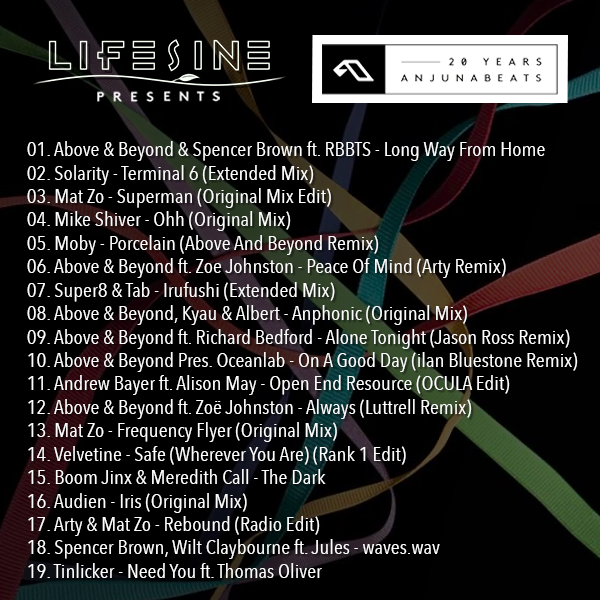 LIFESINE
PRESENTS
20 YEARS
ANJUNABEATS
01. Above & Beyond & Spencer Brown ft. RBBTS - Long Way From Home
02. Solarity - Terminal 6 (Extended Mix)
03. Mat Zo - Superman (Original Mix Edit)
04. Mike Shiver - Ohh (Original Mix)
05. Moby - Porcelain (Above And Beyond Remix)
06. Above & Beyond ft. Zoe Johnston - Peace Of Mind (Arty Remix)
07. Super8 & Tab - Irufushi (Extended Mix)
08. Above & Beyond, Kyau & Albert - Anphonic (Original Mix)
09. Above & Beyond ft. Richard Bedford - Alone Tonight (Jason Ross Remix)
10. Above & Beyond Pres. Oceanlab - On A Good Day (ilan Bluestone Remix)
11. Andrew Bayer ft. Alison May - Open End Resource (OCULA Edit)
12. Above & Beyond ft. Zoë Johnston - Always (Luttrell Remix)
13. Mat Zo - Frequency Flyer (Original Mix)
14. Velvetine - Safe (Wherever You Are) (Rank 1 Edit)
15. Boom Jinx & Meredith Call - The Dark
16. Audien - Iris (Original Mix)
17. Arty & Mat Zo - Rebound (Radio Edit)
18. Spencer Brown, Wilt Claybourne ft. Jules - waves.wav
19. Tinlicker - Need You ft. Thomas Oliver